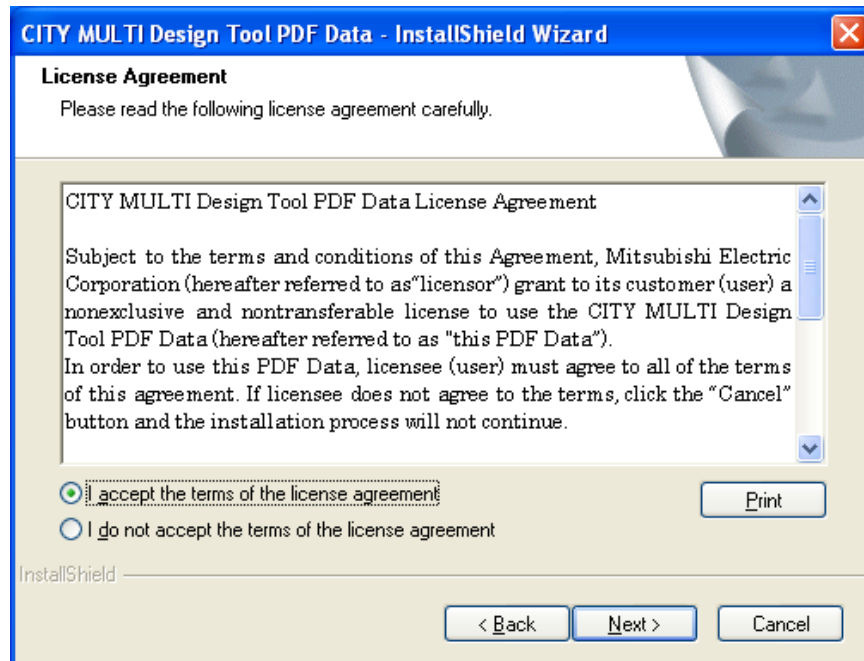 CITY MULTI Design Tool PDF Data - InstallShield Wizard
License Agreement
Please read the following license agreement carefully.
CITY MULTI Design Tool PDF Data License Agreement
Subject to the terms and conditions of this Agreement, Mitsubishi Electric
Corporation (hereafter referred to as“licensor”) grant to its customer (user) a
nonexclusive and nontransferable license to use the CITY MULTI Design
Tool PDF Data (hereafter referred to as "this PDF Data”).
In order to use this PDF Data, licensee (user) must agree to all of the terms
of this agreement. If licensee does not agree to the terms, click the “Cancel”
button and the installation process will not continue.
I accept the terms of the license agreement
Print
I do not accept the terms of the license agreement
InstallShield
< Back
Next >
Cancel